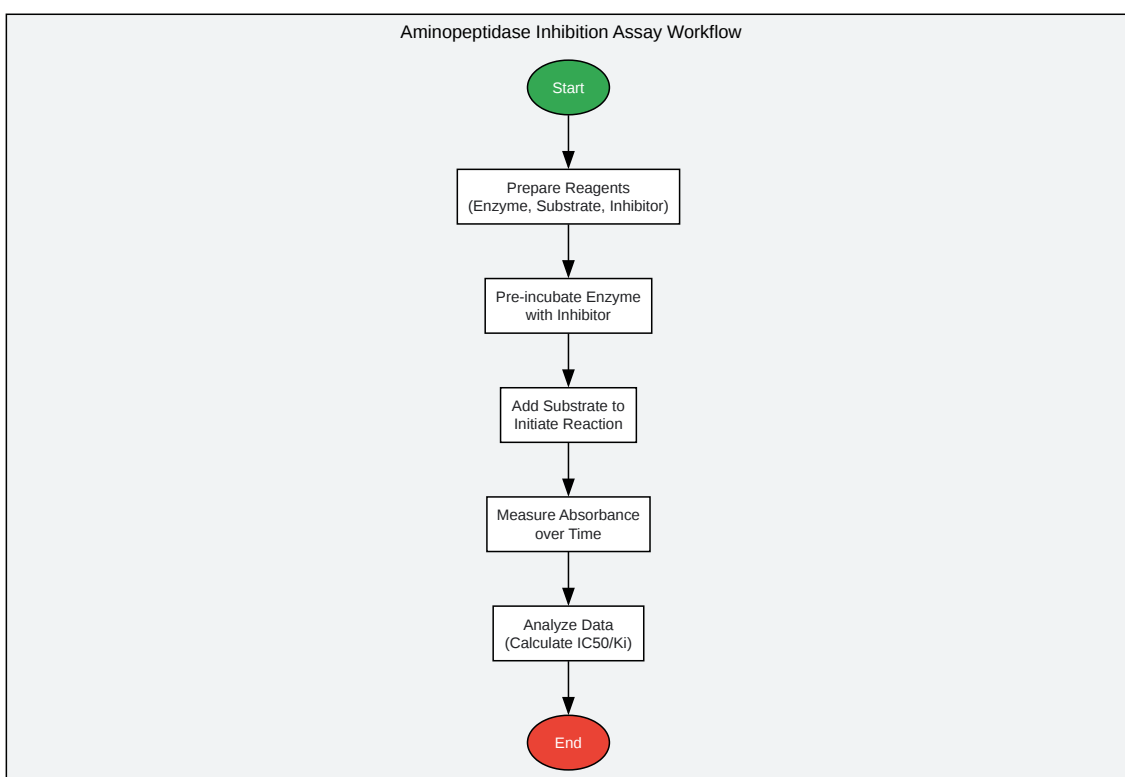 Aminopeptidase Inhibition Assay Workflow
Start
Prepare Reagents
(Enzyme, Substrate, Inhibitor)
Pre-incubate Enzyme
with Inhibitor
Add Substrate to
Initiate Reaction
Measure Absorbance
over Time
Analyze Data
(Calculate IC50/Ki)
End